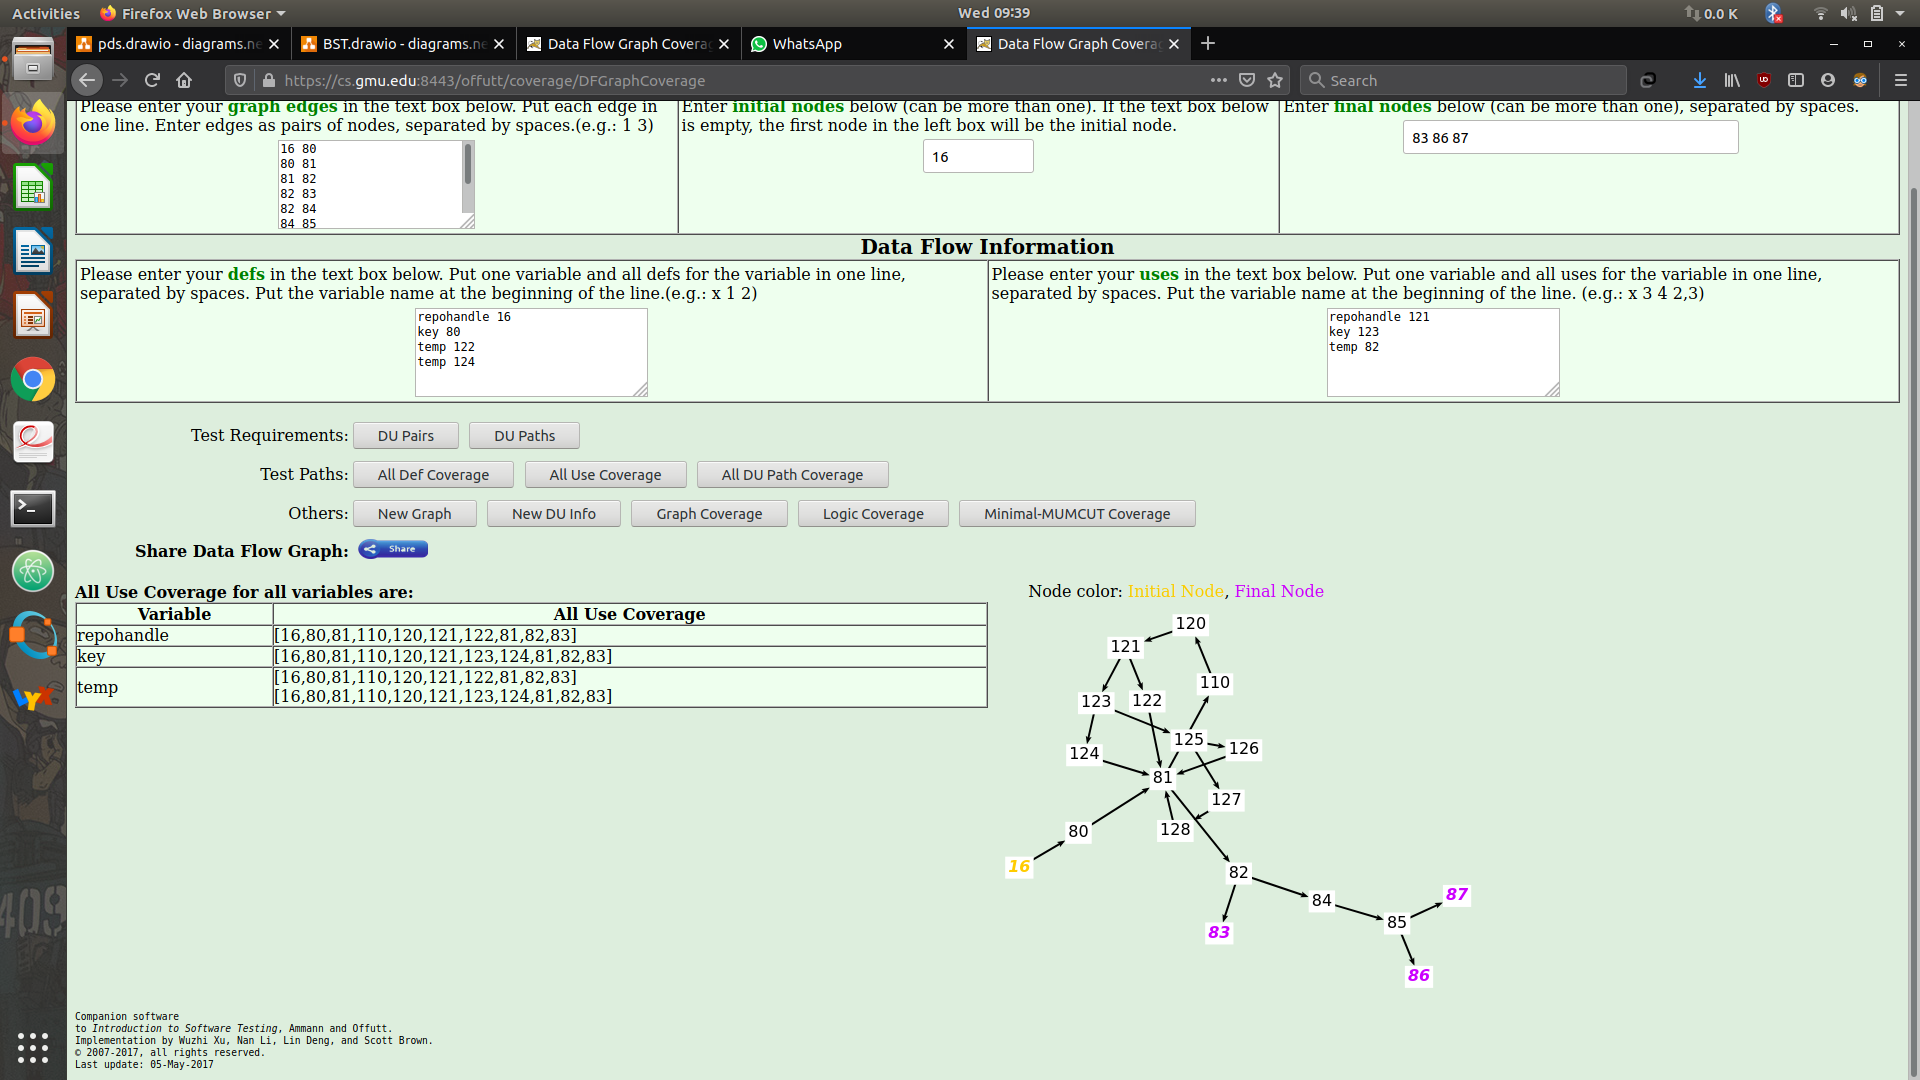 Activities
Firefox Web Browser
Wed 09:39
0.0 K
pds.drawio - diagrams.ne
BST.drawio - diagrams.ne
Data Flow Graph Covera
WhatsApp
Data Flow Graph Covera
https://cs.gmu.edu:8443/offutt/coverage/DFGraphCoverage
Search
Please enter your graph edges in the text box below. Put each edge in
one line. Enter edges as pairs of nodes, separated by spaces.(e.g.: 1 3)
16 80
80 81
81 82
82 83
82 84
84 85
Enter initial nodes below (can be more than one). If the text box below
is empty, the first node in the left box will be the initial node.
16
Enter final nodes below (can be more than one), separated by spaces.
83 86 87
Data Flow Information
Please enter your defs in the text box below. Put one variable and all defs for the variable in one line,
separated by spaces. Put the variable name at the beginning of the line.(e.g.: x 1 2)
repohandle 16
key 80
temp 122
temp 124
Please enter your uses in the text box below. Put one variable and all uses for the variable in one line,
separated by spaces. Put the variable name at the beginning of the line. (e.g.: x 3 4 2,3)
repohandle 121
key 123
temp 82
Test Requirements: DU Pairs DU Paths
Test Paths: All Def Coverage All Use Coverage All DU Path Coverage
Others: New Graph New DU Info Graph Coverage Logic Coverage Minimal-MUMCUT Coverage
Share Data Flow Graph: Share
All Use Coverage for all variables are:
Variable All Use Coverage
repohandle [16,80,81,110,120,121,122,81,82,83]
key [16,80,81,110,120,121,123,124,81,82,83]
temp [16,80,81,110,120,121,122,81,82,83]
[16,80,81,110,120,121,123,124,81,82,83]
Node color: Initial Node, Final Node
120
121
110
123
122
125
126
124
81
127
80
128
16
82
84
87
85
83
86
Companion software
to Introduction to Software Testing, Ammann and Offutt.
Implementation by Wuzhi Xu, Nan Li, Lin Deng, and Scott Brown.
© 2007-2017, all rights reserved.
Last update: 05-May-2017